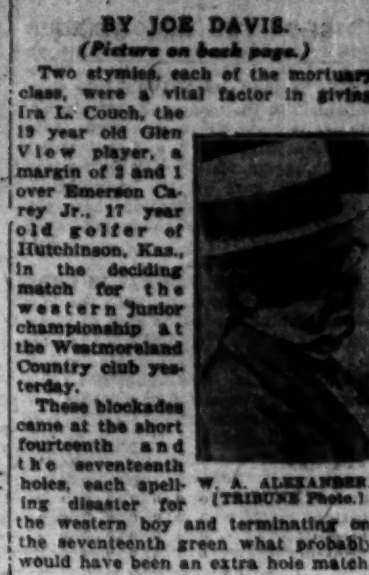 BY JOE DAVIS.
(Picture on back page.)
Two stymies, each of the mortuary
class, were a vital factor in giving
Ira L. Couch, the
19 year old Glen
View player, a
margin of 2 and 1
over Emerson Ca-
rey Jr., 17 year
old golfer of
Hutchinson, Kas.,
in the deciding
match for the
western junior
championship at
the Westmoreland
Country club yes-
terday.
These blockades
came at the short
fourteenth and
the seventeenth
holes, each spell-
ing disaster for
the western boy and terminating on
the seventeenth green what probably
would have been an extra hole match
W. A. ALEXANDER
[TRIBUNE Photo.]